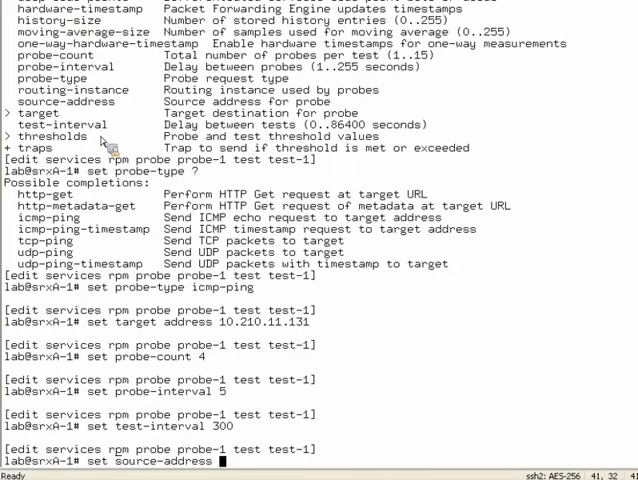 hardware-timestamp Packet Forwarding Engine updates timestamps
history-size Number of stored history entries (0..255)
moving-average-size Number of samples used for moving average (0..255)
one-way-hardware-timestamp Enable hardware timestamps for one-way measurements
probe-count Total number of probes per test (1..15)
probe-interval Delay between probes (1..255 seconds)
probe-type Probe request type
routing-instance Routing instance used by probes
source-address Source address for probe
> target Target destination for probe
test-interval Delay between tests (0..86400 seconds)
> thresholds Probe and test threshold values
+ traps Trap to send if threshold is met or exceeded
[edit services rpm probe probe-1 test test-1]
lab@srxA-1# set probe-type ?
Possible completions:
http-get Perform HTTP Get request at target URL
http-metadata-get Perform HTTP Get request of metadata at target URL
icmp-ping Send ICMP echo request to target address
icmp-ping-timestamp Send ICMP timestamp request to target address
tcp-ping Send TCP packets to target
udp-ping Send UDP packets to target
udp-ping-timestamp Send UDP packets with timestamp to target
[edit services rpm probe probe-1 test test-1]
lab@srxA-1# set probe-type icmp-ping
[edit services rpm probe probe-1 test test-1]
lab@srxA-1# set target address 10.210.11.131
[edit services rpm probe probe-1 test test-1]
lab@srxA-1# set probe-count 4
[edit services rpm probe probe-1 test test-1]
lab@srxA-1# set probe-interval 5
[edit services rpm probe probe-1 test test-1]
lab@srxA-1# set test-interval 300
[edit services rpm probe probe-1 test test-1]
lab@srxA-1# set source-address
Ready ssh2: AES-256 41, 32 41